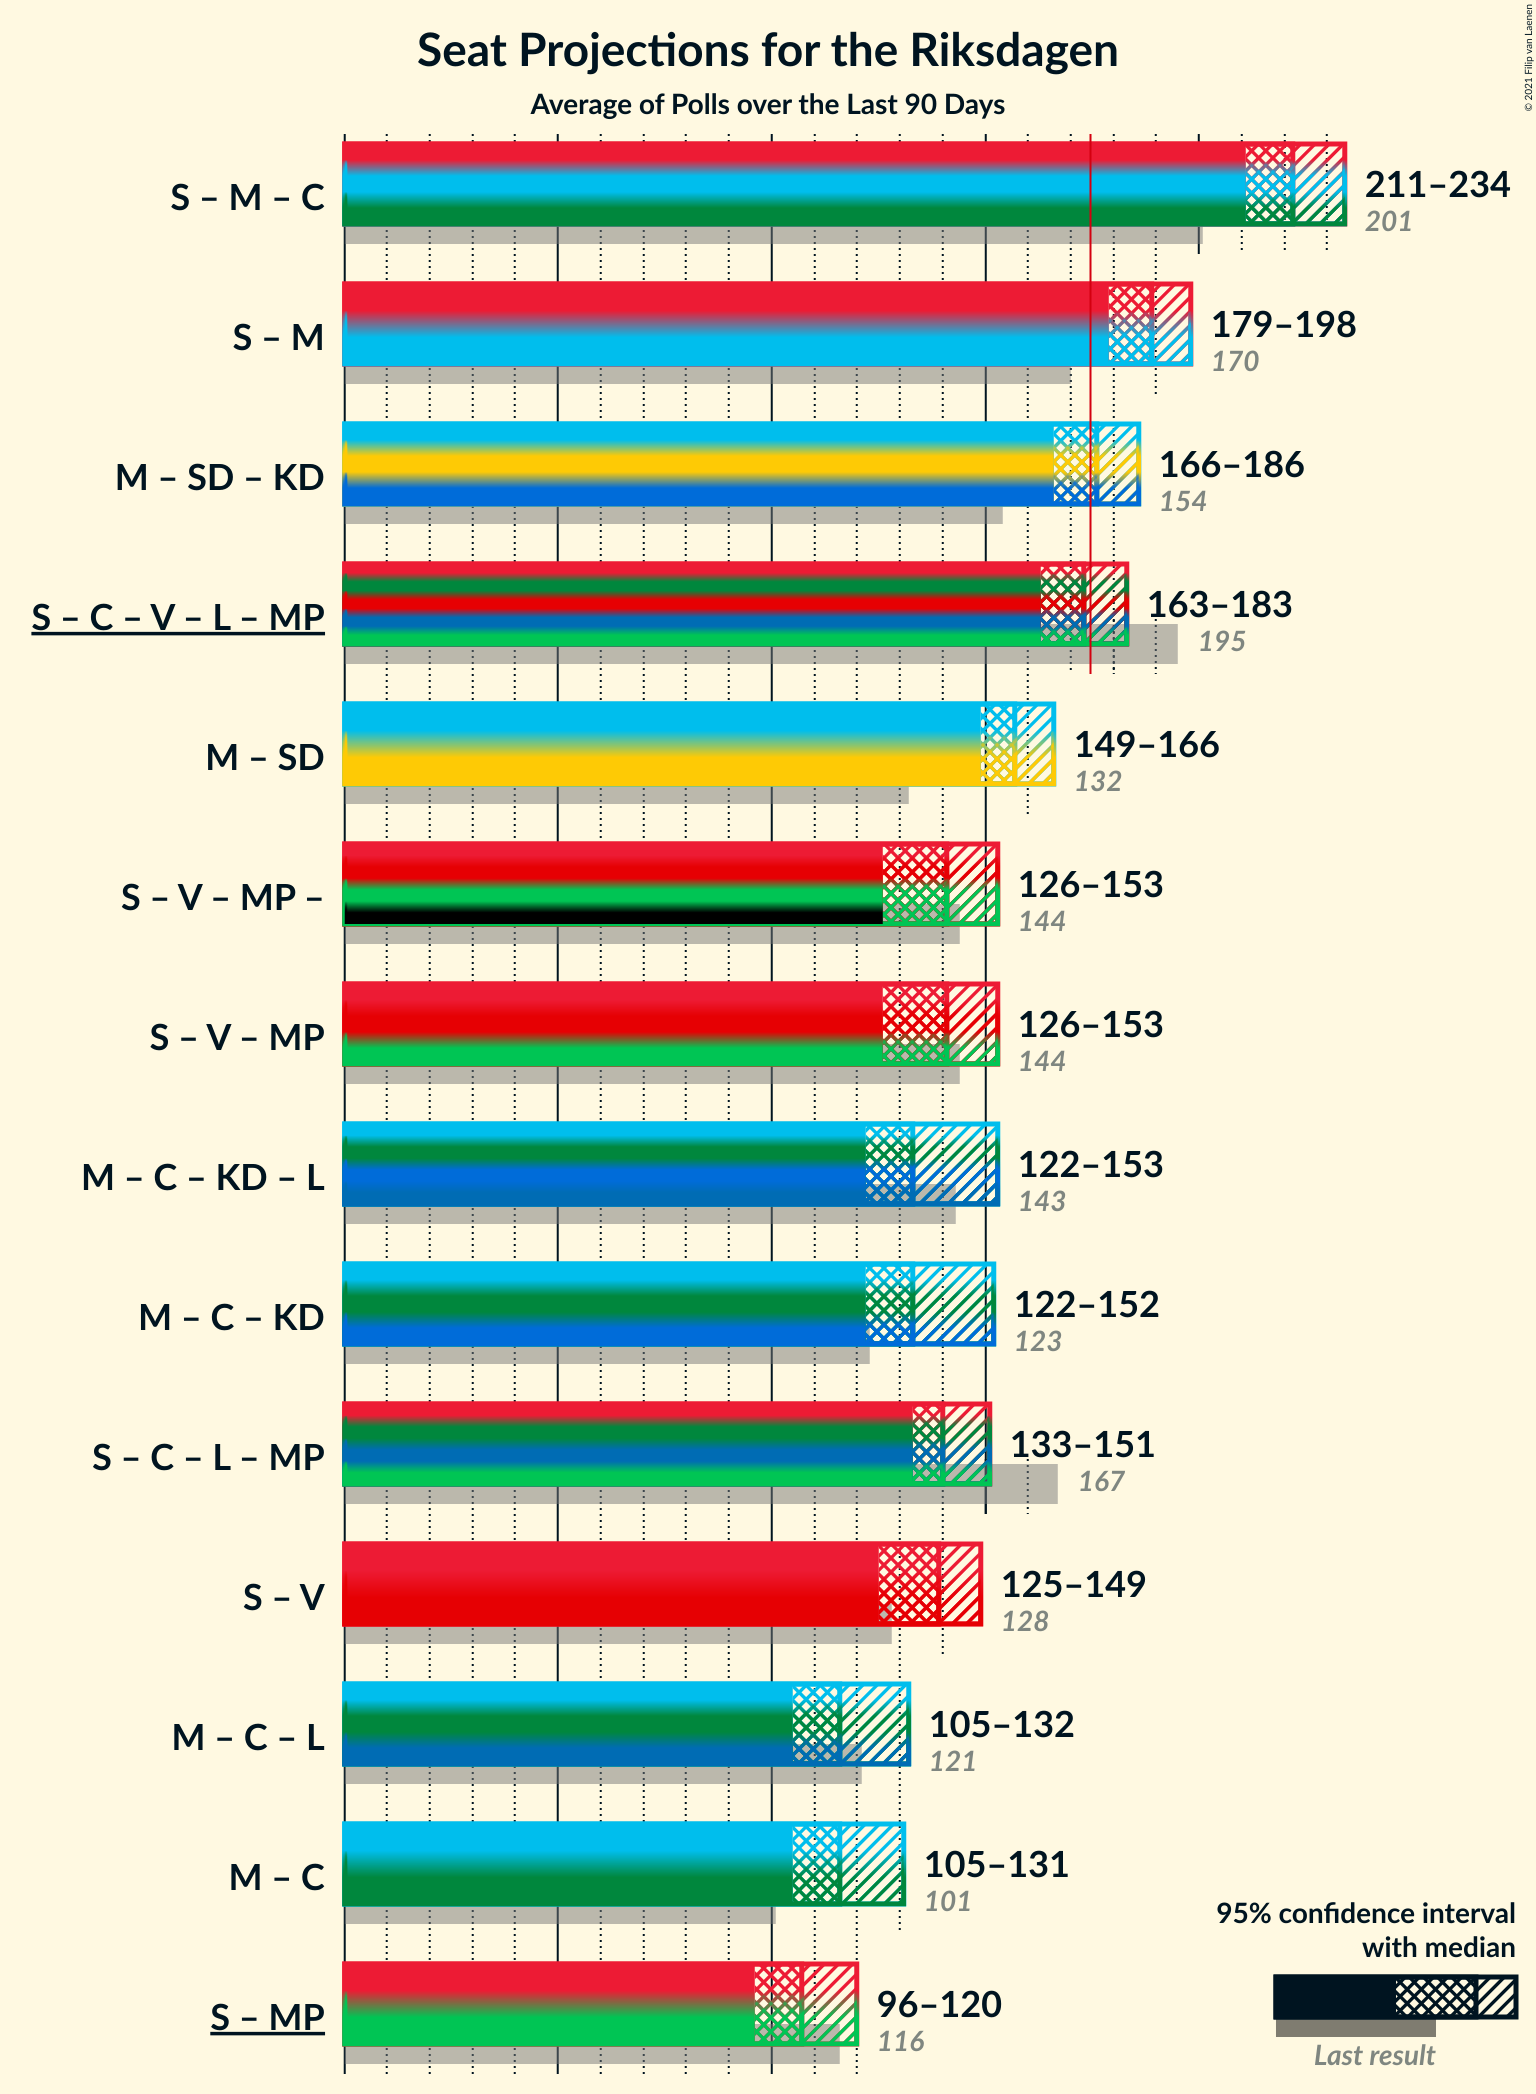 Seat Projections for the Riksdagen
Average of Polls over the Last 90 Days
© 2021 Filip van Laenen
S – M – C
211–234
201
S – M
179–198
170
M – SD – KD
166–186
154
S – C – V – L – MP
163–183
195
M – SD
149–166
132
S – V – MP –
126–153
144
S – V – MP
126–153
144
M – C – KD – L
122–153
143
M – C – KD
122–152
123
S – C – L – MP
133–151
167
S – V
125–149
128
M – C – L
105–132
121
M – C
105–131
101
S – MP
96–120
116
95% confidence interval
with median
Last result